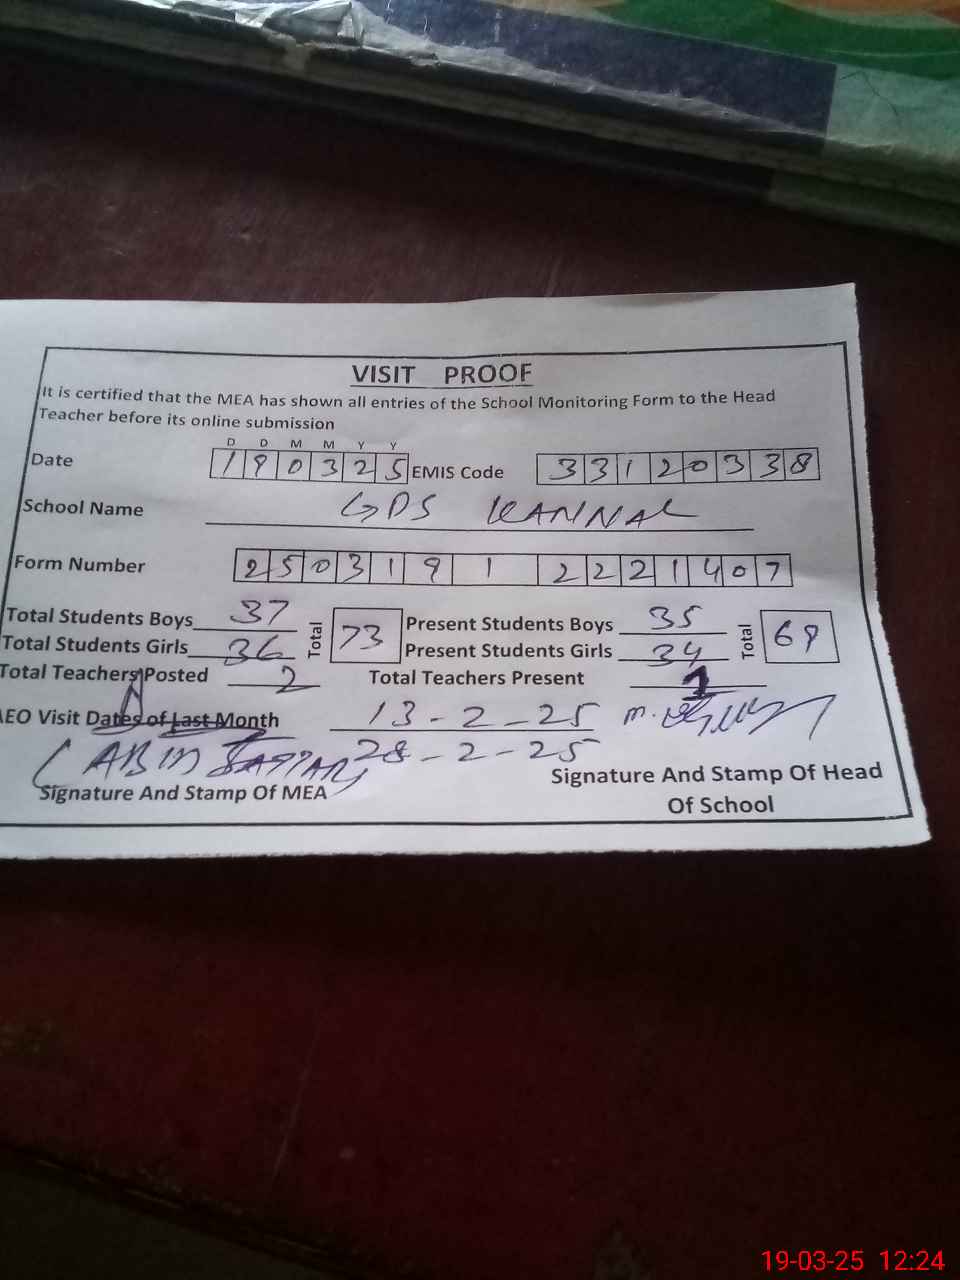 VISIT PROOF
It is certified that the MEA has shown all entries of the School Monitoring Form to the Head
Teacher before its online submission
D D M M Y Y
Date 190325 EMIS Code 33120338
School Name GPS KANNAL
Form Number 250319 1 2221407
Total Students Boys 37 Total 73 Present Students Boys 35 Total 69
Total Students Girls 36 Present Students Girls 34
Total Teachers Posted 2 Total Teachers Present 1
AEO Visit Dates of Last Month 13-2-25
28-2-25
Signature And Stamp Of MEA
Signature And Stamp Of Head
Of School
19-03-25 12:24